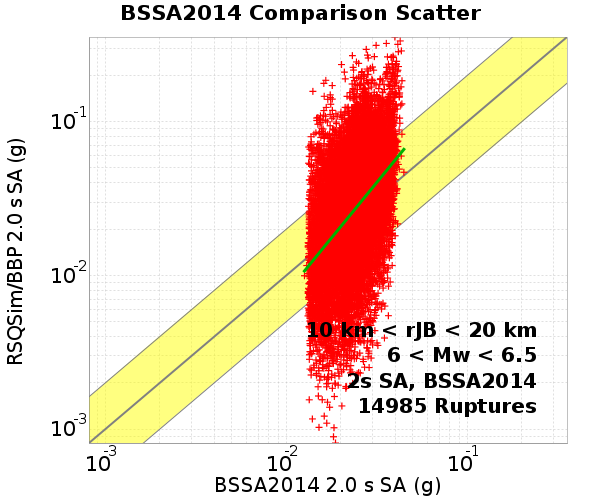 BSSA2014 Comparison Scatter
RSQSim/BBP 2.0 s SA (g)
10-1
10-2
10-3
10 km < rJB < 20 km
6 < Mw < 6.5
2s SA, BSSA2014
14985 Ruptures
10-3 10-2 10-1
BSSA2014 2.0 s SA (g)